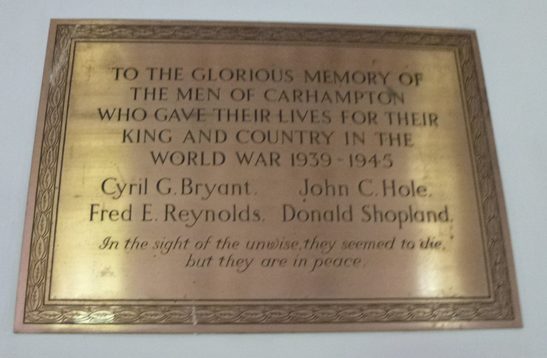 TO THE GLORIOUS MEMORY OF
THE MEN OF CARHAMPTON
WHO GAVE THEIR LIVES FOR THEIR
KING AND COUNTRY IN THE
WORLD WAR 1939-1945
Cyril G. Bryant. John C. Hole.
Fred E. Reynolds. Donald Shopland.
In the sight of the unwise, they seemed to die,
but they are in peace.